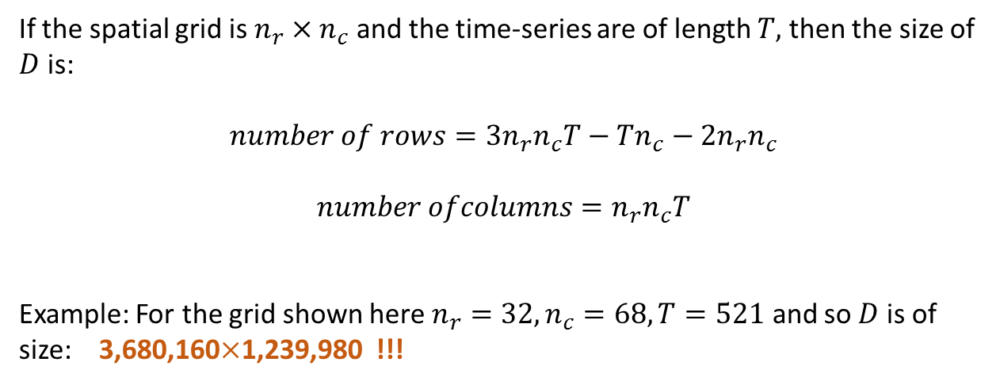 If the spatial grid is $n_r \times n_c$ and the time-series are of length $T$, then the size of
$D$ is:
$number\ of\ rows = 3n_r n_c T - T n_c - 2n_r n_c$
$number\ of columns = n_r n_c T$
Example: For the grid shown here $n_r = 32, n_c = 68, T = 521$ and so $D$ is of
size: 3,680,160×1,239,980 !!!